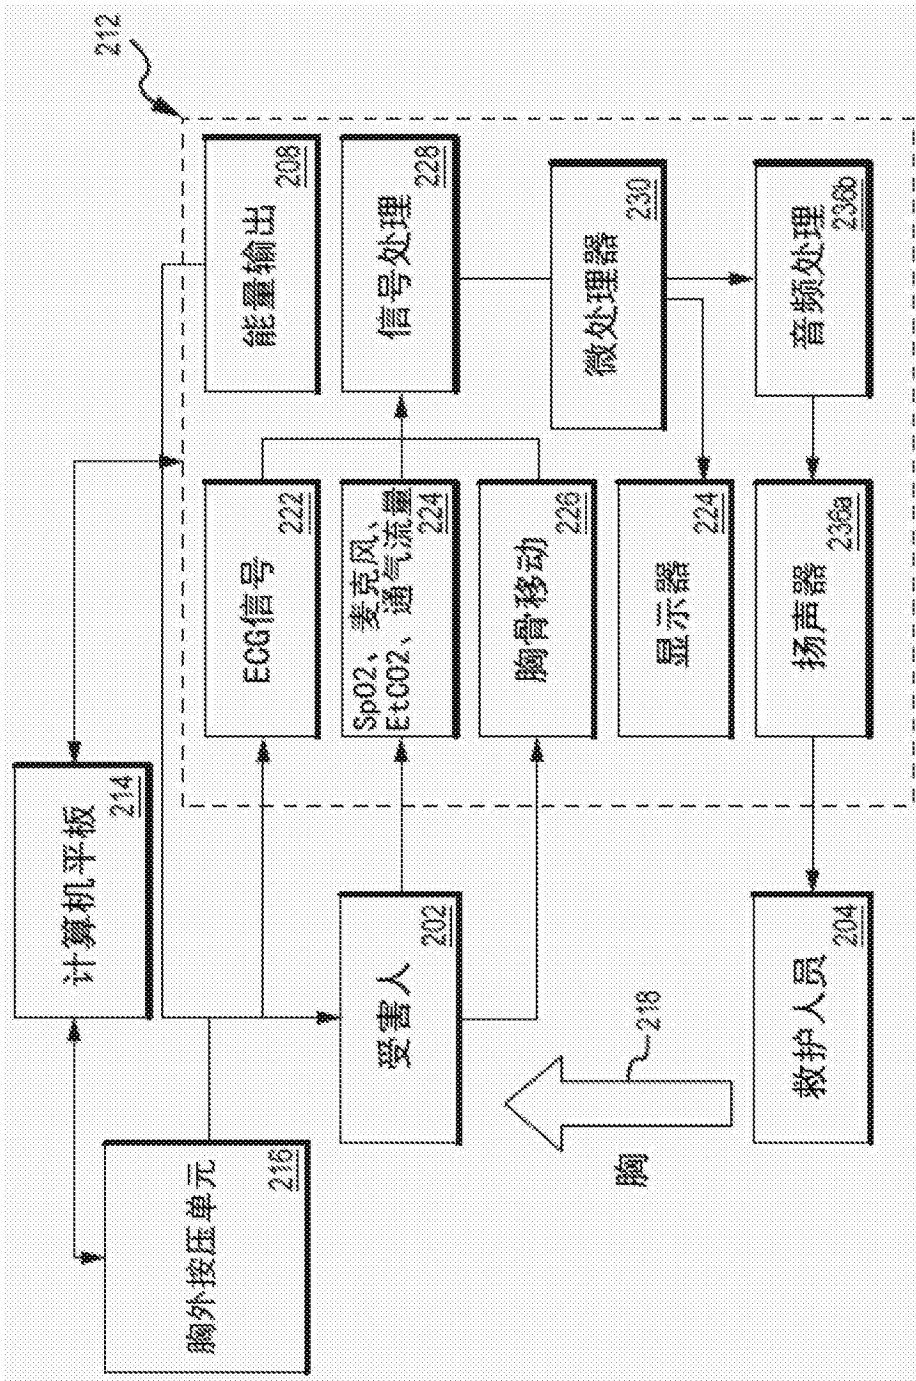 212
胸外按压单元
216
计算机平板
214
受害人
202
胸
218
救护人员
204
ECG信号
222
SpO2、麦克风、
EtCO2、通气流量
224
胸骨移动
226
显示器
224
扬声器
236a
能量输出
208
信号处理
228
微处理器
230
音频处理
236b